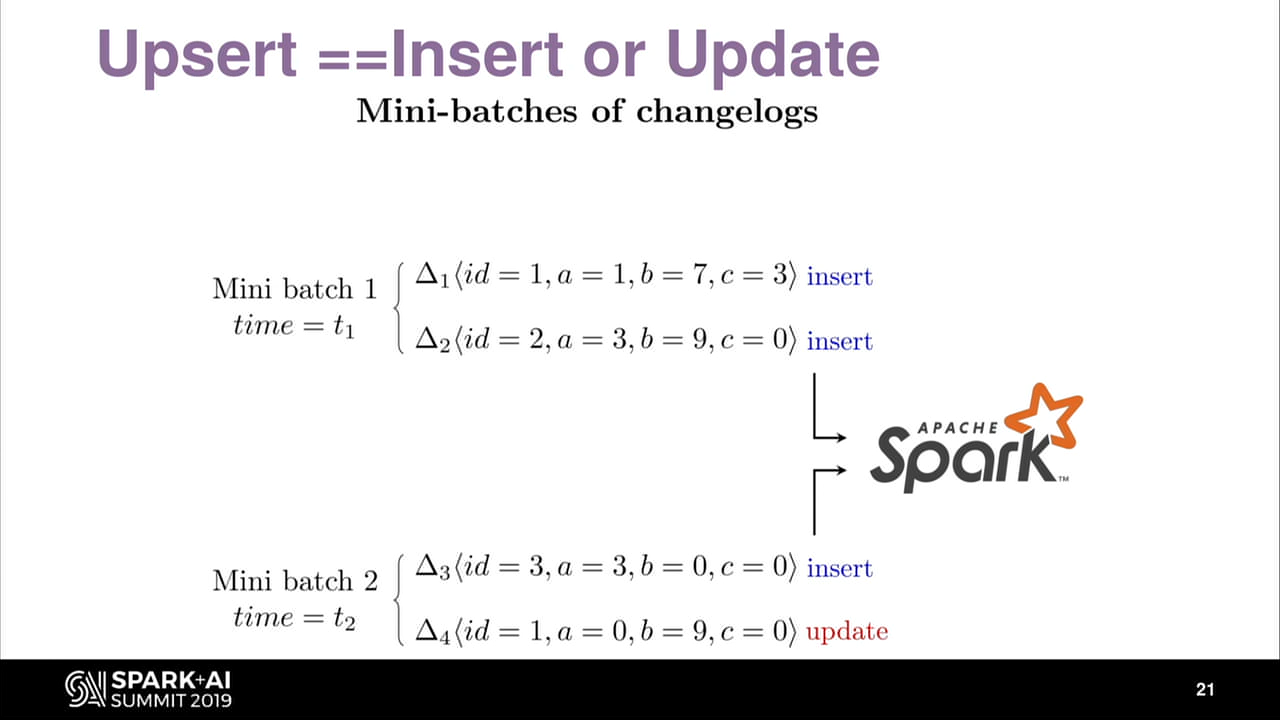 Upsert ==Insert or Update
Mini-batches of changelogs
Mini batch 1
time = t₁
Δ₁⟨id = 1, a = 1, b = 7, c = 3⟩ insert
Δ₂⟨id = 2, a = 3, b = 9, c = 0⟩ insert
APACHE
Spark™
Mini batch 2
time = t₂
Δ₃⟨id = 3, a = 3, b = 0, c = 0⟩ insert
Δ₄⟨id = 1, a = 0, b = 9, c = 0⟩ update
SPARK+AI
SUMMIT 2019
21